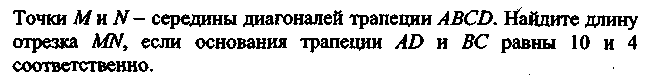 Точки M и N – середины диагоналей трапеции ABCD. Найдите длину
отрезка MN, если основания трапеции AD и BC равны 10 и 4
соответственно.